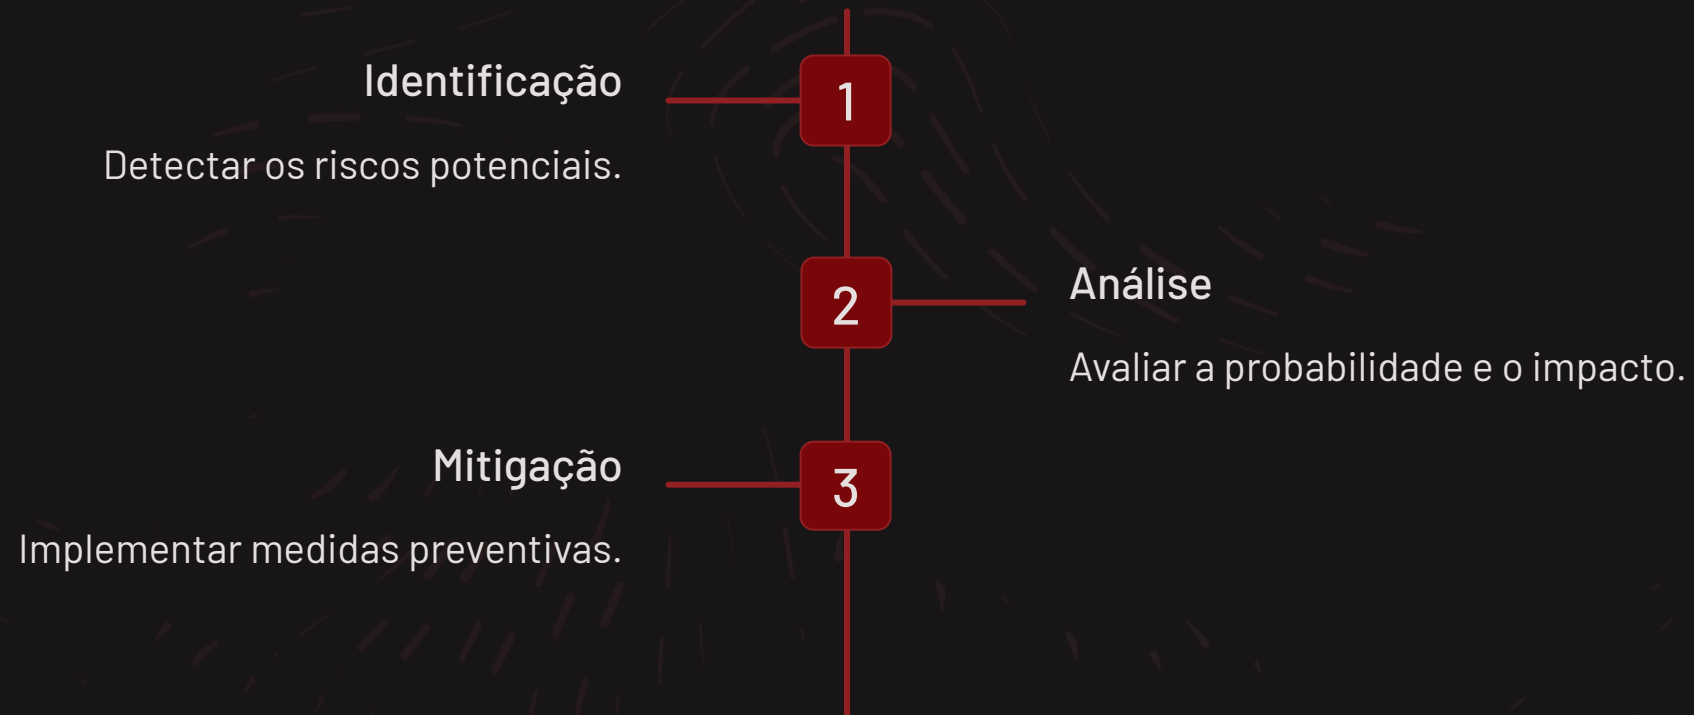 Identificação
1
Detectar os riscos potenciais.
2
Análise
Avaliar a probabilidade e o impacto.
Mitigação
3
Implementar medidas preventivas.